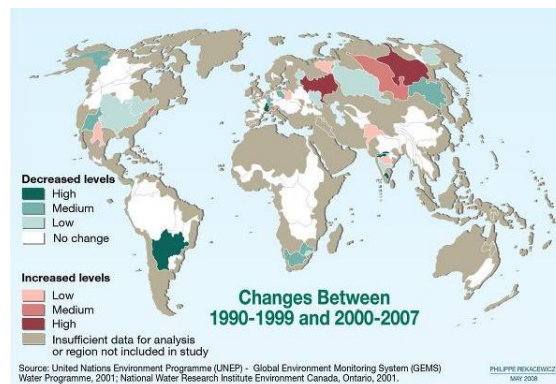 Decreased levels
High
Medium
Low
No change
Increased levels
Low
Medium
High
Insufficient data for analysis
or region not included in study
Changes Between
1990-1999 and 2000-2007
Source: United Nations Environment Programme (UNEP) - Global Environment Monitoring System (GEMS)
Water Programme, 2001; National Water Research Institute Environment Canada, Ontario, 2001.
PHILIPPE REKACEWICZ
MAY 2008